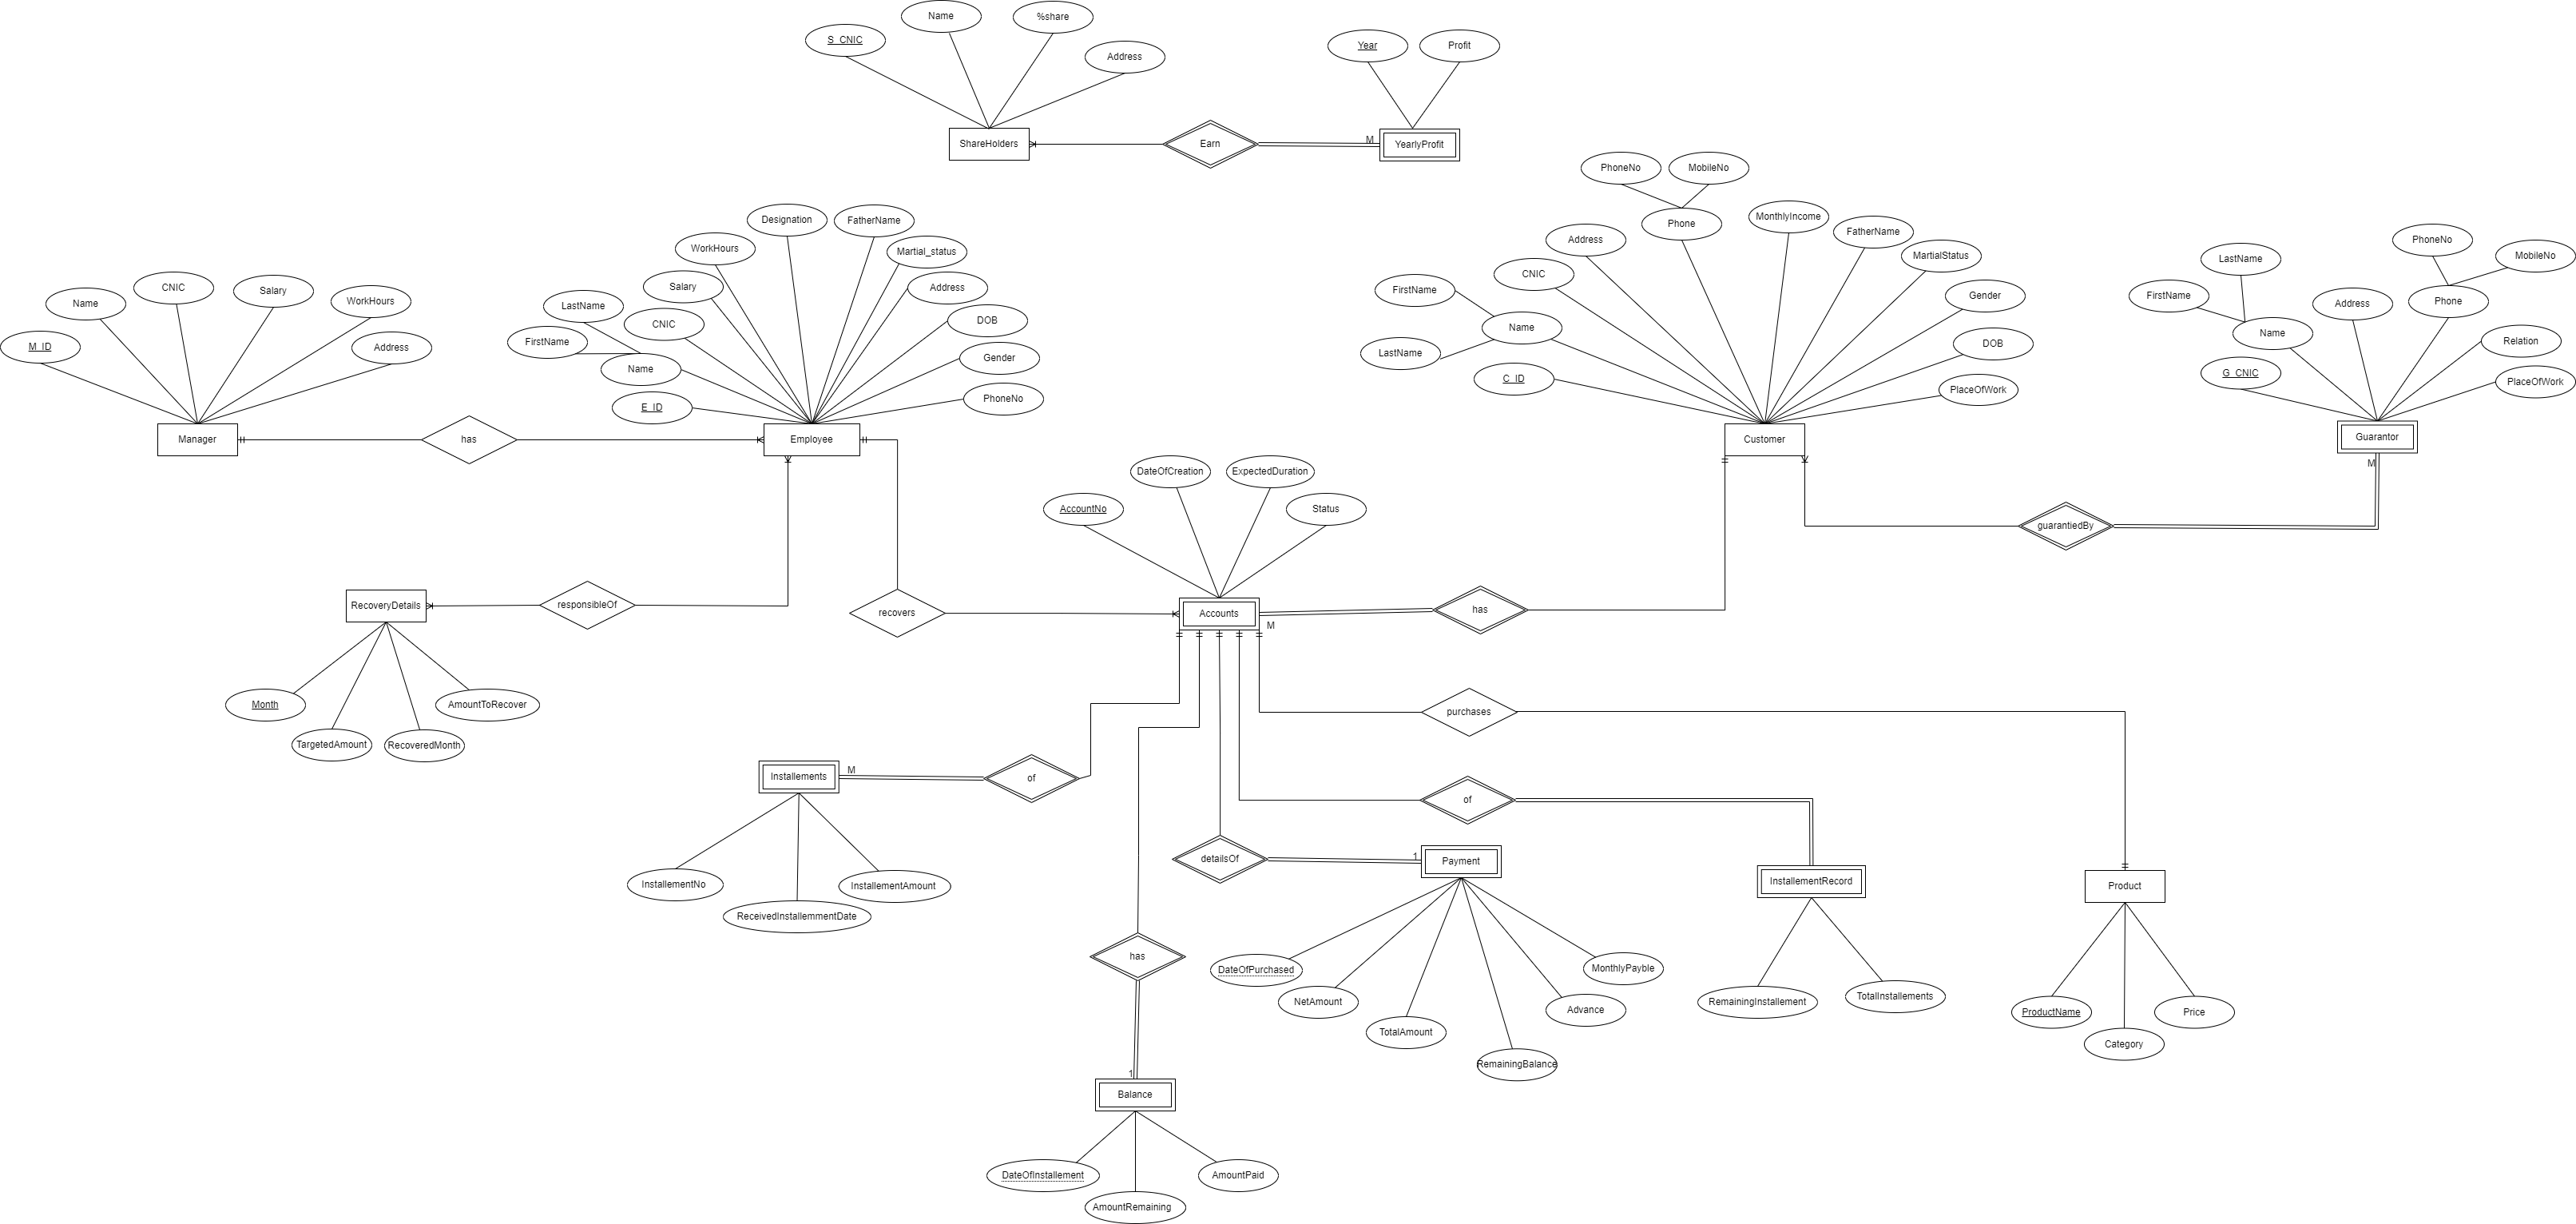 Name
%share
S_CNIC
Address
Year
Profit
ShareHolders
Earn
M
YearlyProfit
PhoneNo
MobileNo
Designation
FatherName
Phone
MonthlyIncome
FatherName
WorkHours
Martial_status
Address
MartialStatus
PhoneNo
MobileNo
LastName
CNIC
Salary
Name
WorkHours
Salary
Address
LastName
CNIC
FirstName
Gender
FirstName
Address
Phone
M_ID
Address
FirstName
CNIC
DOB
Name
Name
Relation
Name
Gender
LastName
DOB
E_ID
PhoneNo
C_ID
PlaceOfWork
G_CNIC
PlaceOfWork
Manager
has
Employee
Customer
Guarantor
M
DateOfCreation
ExpectedDuration
AccountNo
Status
guarantiedBy
RecoveryDetails
responsibleOf
recovers
Accounts
M
has
Month
AmountToRecover
TargetedAmount
RecoveredMonth
purchases
Installements
M
of
of
detailsOf
1
Payment
InstallementRecord
Product
InstallementNo
InstallementAmount
ReceivedInstallemmentDate
has
DateOfPurchased
MonthlyPayble
NetAmount
Advance
TotalAmount
RemainingBalance
RemainingInstallement
TotalInstallements
ProductName
Price
Category
1
Balance
DateOfInstallement
AmountPaid
AmountRemaining